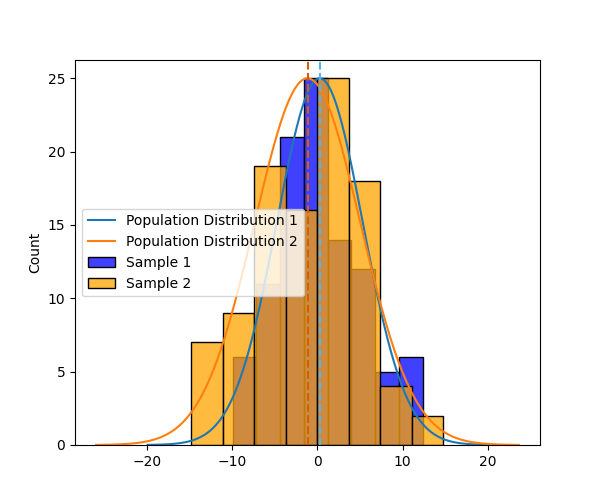 25
20
15
10
5
0
Count
Population Distribution 1
Population Distribution 2
Sample 1
Sample 2
−20 −10 0 10 20